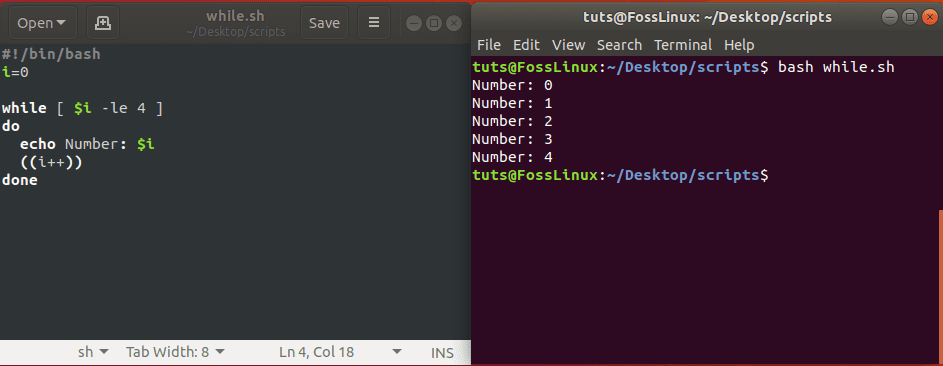 Open while.sh Save
~/Desktop/scripts
#!/bin/bash
i=0
while [ $i -le 4 ]
do
  echo Number: $i
  ((i++))
done
sh Tab Width: 8 Ln 4, Col 18 INS
tuts@FossLinux: ~/Desktop/scripts
File Edit View Search Terminal Help
tuts@FossLinux:~/Desktop/scripts$ bash while.sh
Number: 0
Number: 1
Number: 2
Number: 3
Number: 4
tuts@FossLinux:~/Desktop/scripts$